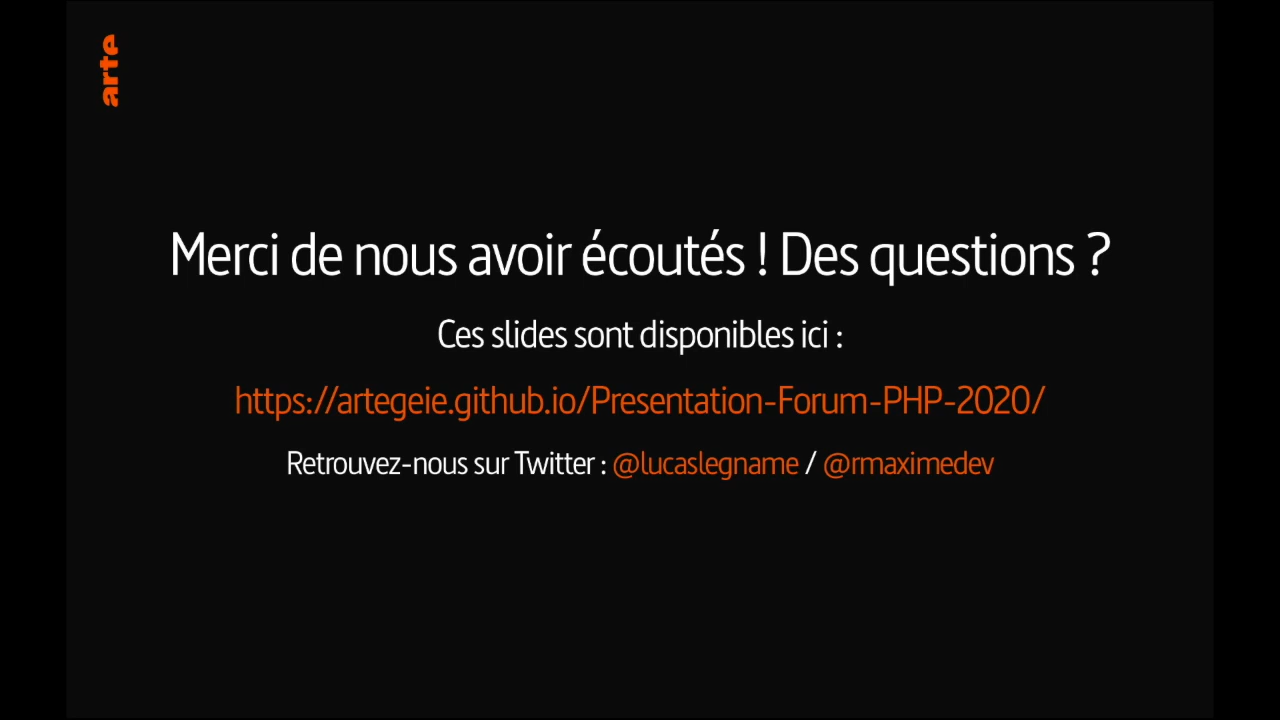 arte
Merci de nous avoir écoutés ! Des questions ?
Ces slides sont disponibles ici :
https://artegeie.github.io/Presentation-Forum-PHP-2020/
Retrouvez-nous sur Twitter : @lucaslegname / @rmaximedev